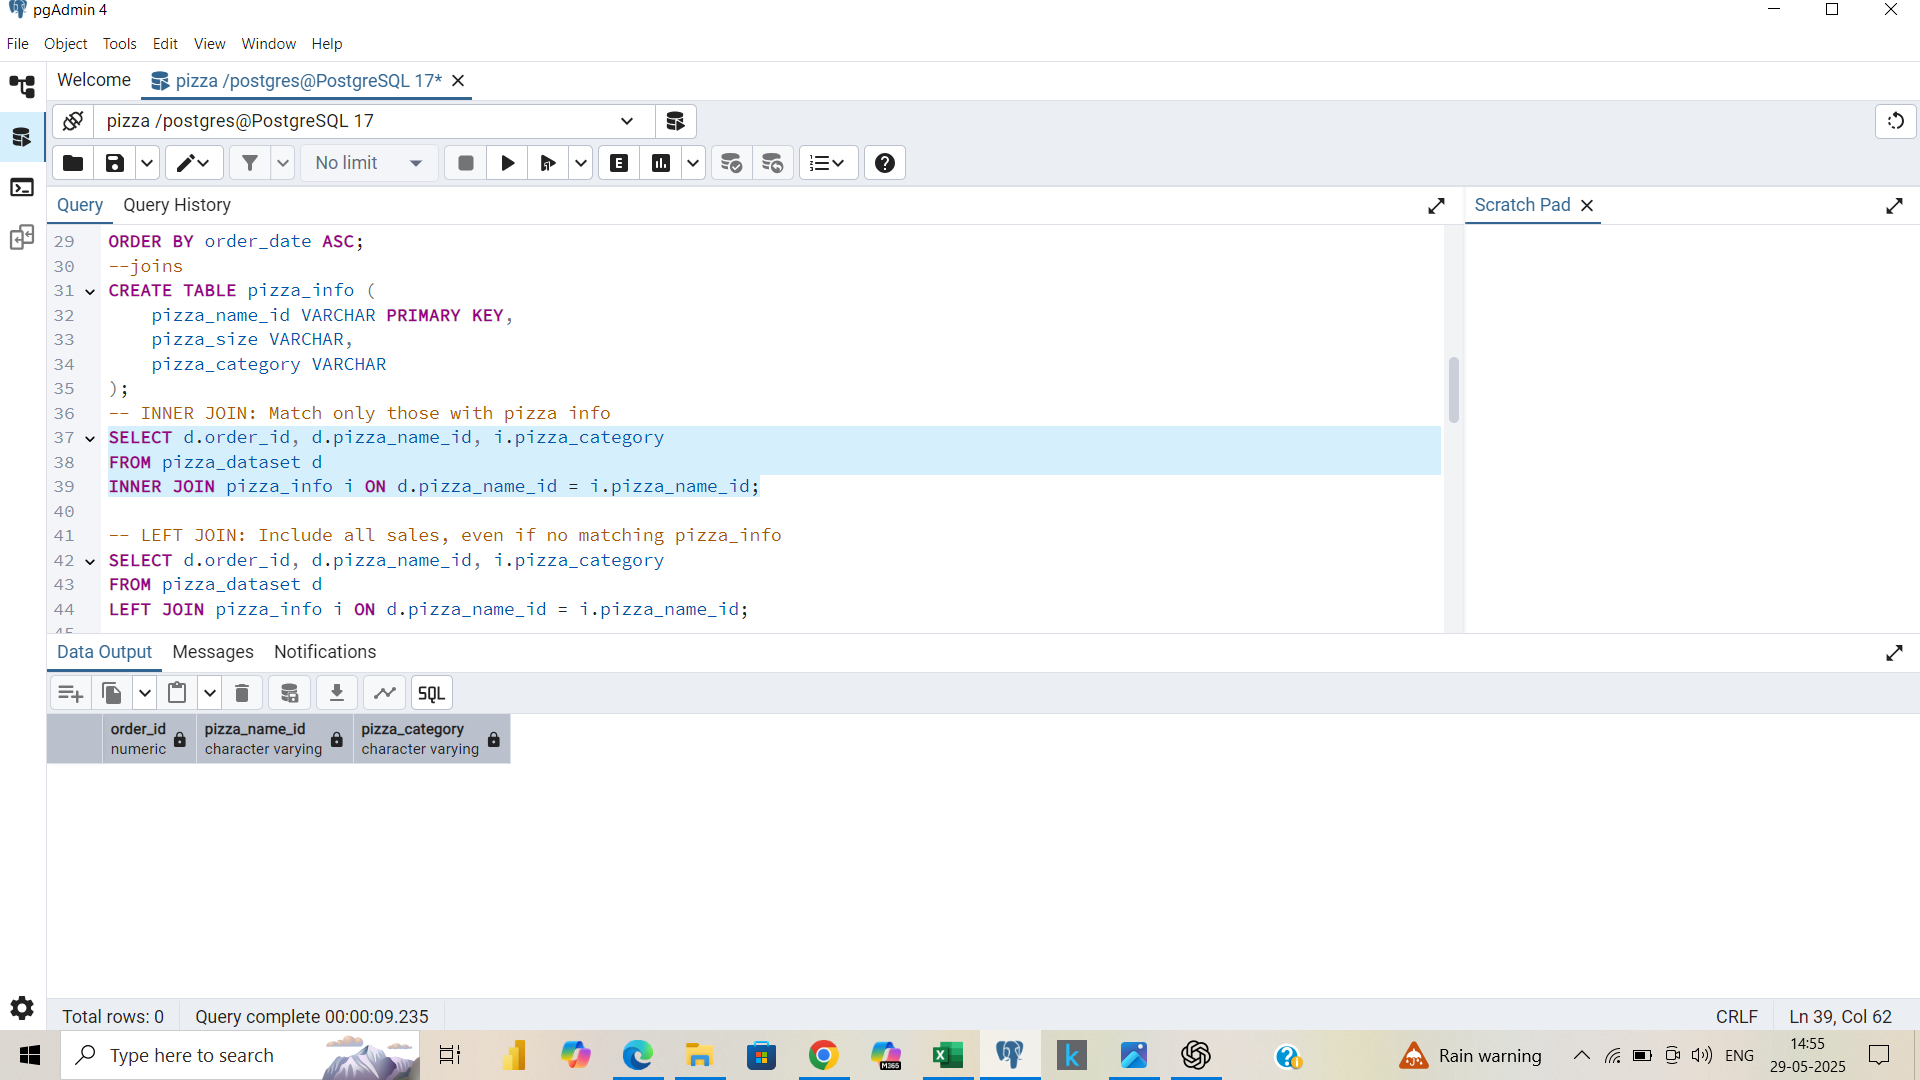 pgAdmin 4
File Object Tools Edit View Window Help
Welcome pizza /postgres@PostgreSQL 17*
pizza /postgres@PostgreSQL 17
No limit
E
Query Query History
Scratch Pad
29 ORDER BY order_date ASC;
30 --joins
31 CREATE TABLE pizza_info (
32 pizza_name_id VARCHAR PRIMARY KEY,
33 pizza_size VARCHAR,
34 pizza_category VARCHAR
35 );
36 -- INNER JOIN: Match only those with pizza info
37 SELECT d.order_id, d.pizza_name_id, i.pizza_category
38 FROM pizza_dataset d
39 INNER JOIN pizza_info i ON d.pizza_name_id = i.pizza_name_id;
40
41 -- LEFT JOIN: Include all sales, even if no matching pizza_info
42 SELECT d.order_id, d.pizza_name_id, i.pizza_category
43 FROM pizza_dataset d
44 LEFT JOIN pizza_info i ON d.pizza_name_id = i.pizza_name_id;
45
Data Output Messages Notifications
SQL
order_id pizza_name_id pizza_category
numeric character varying character varying
Total rows: 0 Query complete 00:00:09.235 CRLF Ln 39, Col 62
Type here to search
M365
k
Rain warning
ENG
14:55
29-05-2025